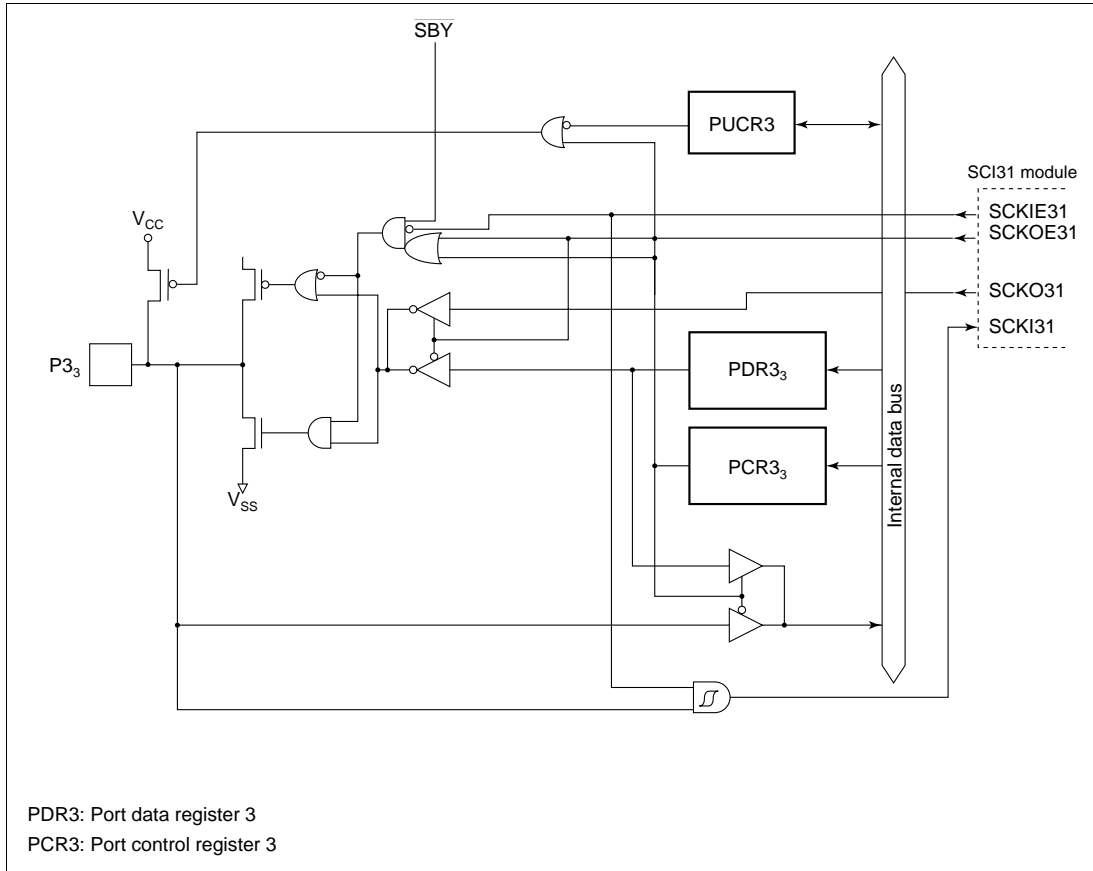 SBY
PUCR3
SCI31 module
SCKIE31
SCKOE31
VCC
SCKO31
SCKI31
P33
PDR33
PCR33
Internal data bus
VSS
PDR3: Port data register 3
PCR3: Port control register 3